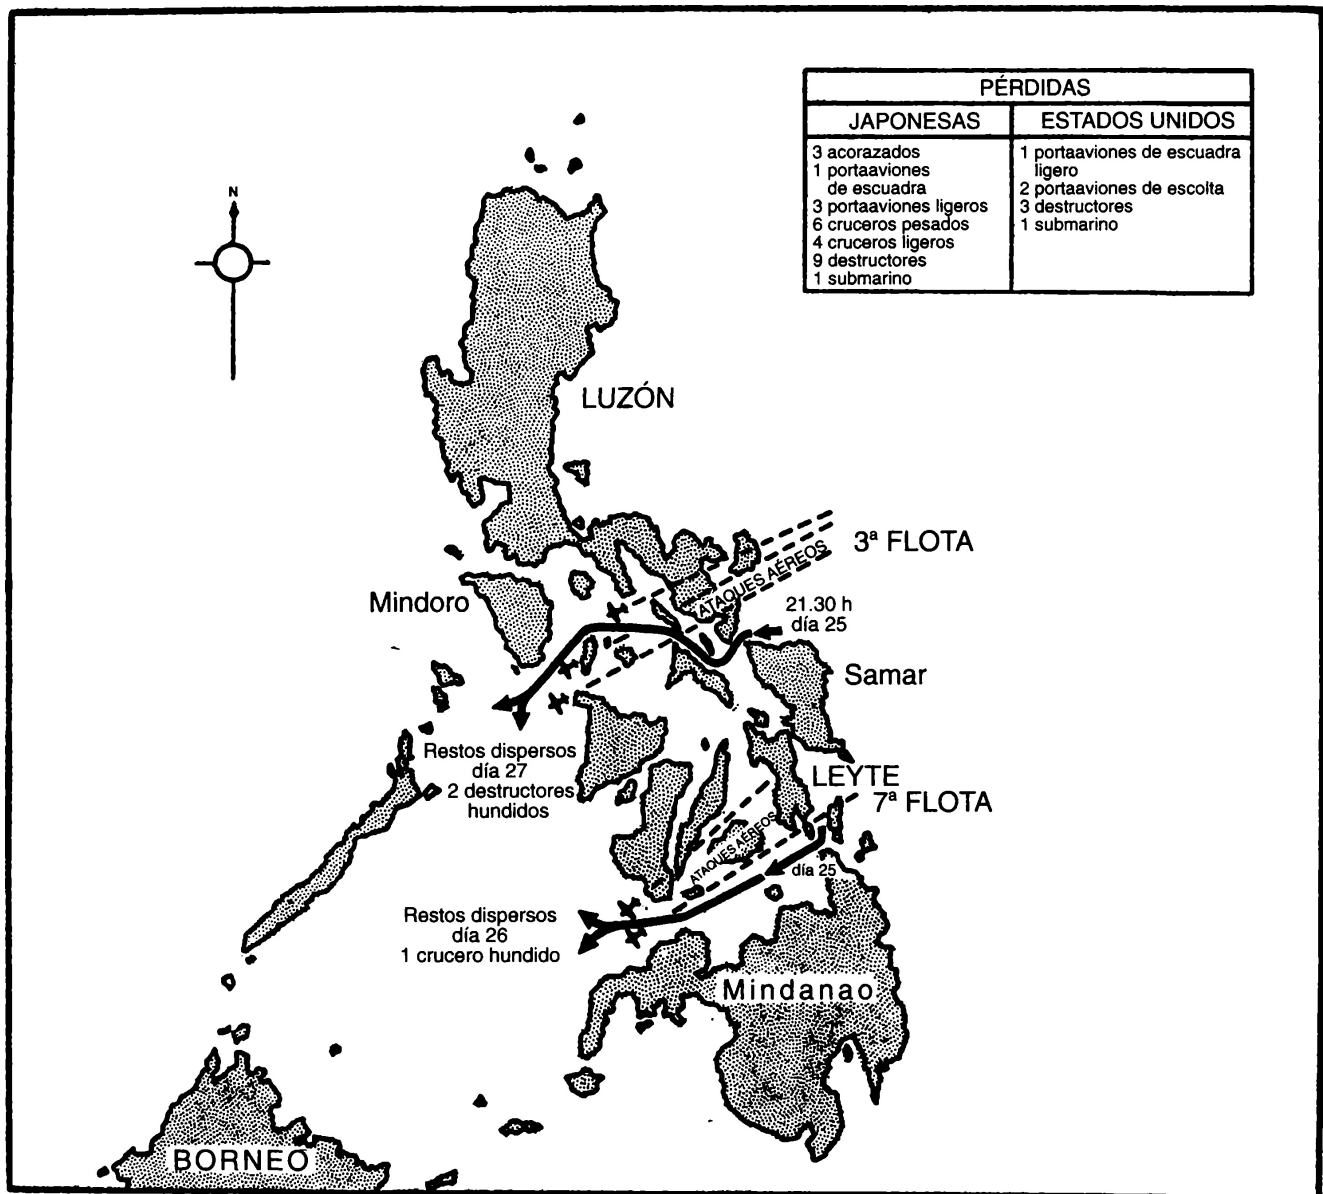 PÉRDIDAS
JAPONESAS
3 acorazados
1 portaaviones
de escuadra
3 portaaviones ligeros
6 cruceros pesados
4 cruceros ligeros
9 destructores
1 submarino
ESTADOS UNIDOS
1 portaaviones de escuadra
ligero
2 portaaviones de escolta
3 destructores
1 submarino
N
LUZÓN
3ª FLOTA
ATAQUES AÉREOS
Mindoro
21.30 h
día 25
Samar
Restos dispersos
día 27
2 destructores
hundidos
LEYTE
7ª FLOTA
ATAQUES AÉREOS
día 25
Restos dispersos
día 26
1 crucero hundido
Mindanao
BORNEO